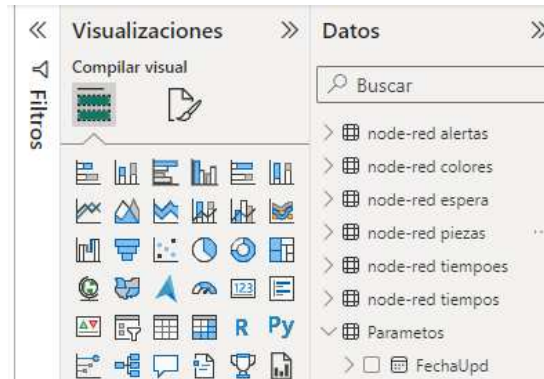 Visualizaciones
Datos
Filtros
Compilar visual
Buscar
node-red alertas
node-red colores
node-red espera
node-red piezas
node-red tiempoes
node-red tiempos
Parametos
FechaUpd
123
R
Py